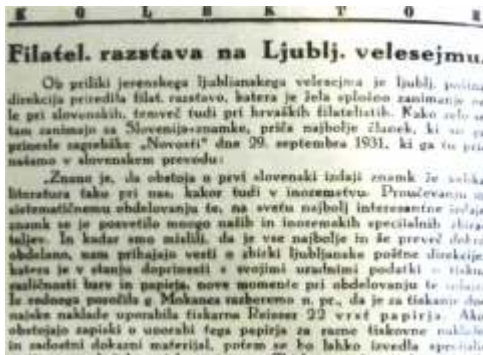 K O L E K T O R
Filatel. razstava na Ljublj. velesejmu.
Ob priliki jesenskega ljubljanskega velesejma je ljublj. poštna
direkcija priredila filat. razstavo, katera je žela splošno zanimanje ne
le pri slovenskih, temveč tudi pri hrvaških filatelistih. Kako zelo se
tam zanimajo za Slovenija-znamke, priča najbolje članek, ki so ga
prinesle zagrebške „Novosti" dne 29. septembra 1931, ki ga tu pri-
našamo v slovenskem prevodu:
„Znano je, da obstoja o prvi slovenski izdaji znamk že velika
literatura tako pri nas, kakor tudi v inozemstvu. Proučevanju in
sistematičnemu obdelovanju te, na svetu najbolj interesantne izdaje
znamk se je posvetilo mnogo naših in inozemskih specijalnih zbira-
teljev. In kadar smo mislili, da je vse najbolje in še preveč dobro
obdelano, nam prihajajo vesti o zbirki ljubljanske poštne direkcije,
katera je v stanju doprinesti s svojimi uradnimi podatki o tisku,
različnosti barv in papirja, nove momente pri obdelovanju te
Iz rednega poročila g. Mokanca razberemo n. pr., da je za tiskanje du-
najske naklade uporabila tiskarna Reisser 22 vrst papirja. Ako
obstojajo zapiski o uporabi tega papirja za razne tiskovne naklade
in zadostni dokazni materijal, potem se bo lahko izvedla